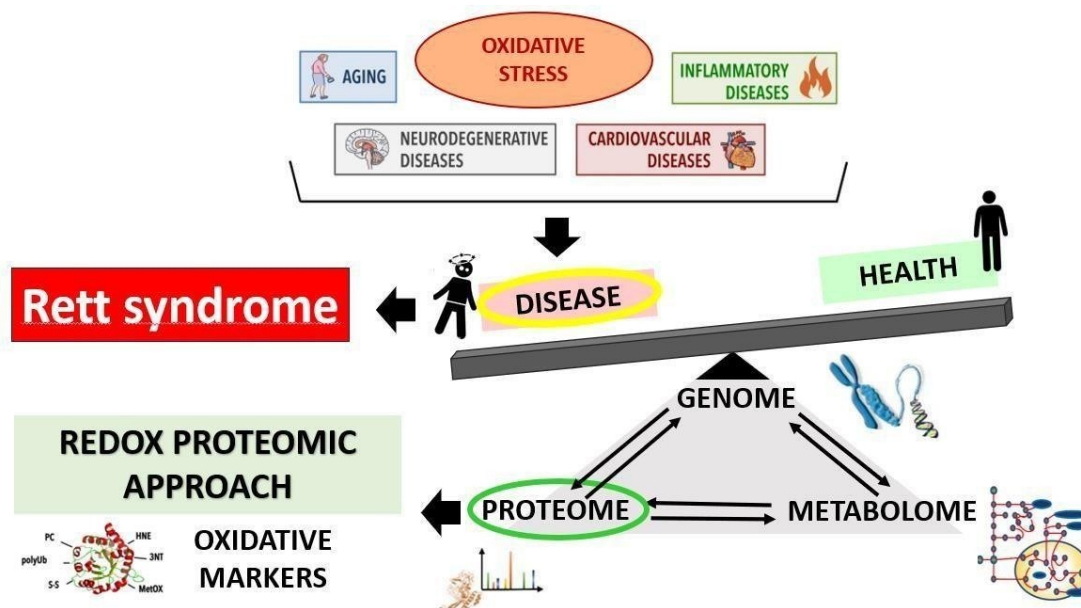 OXIDATIVE
STRESS
AGING
INFLAMMATORY
DISEASES
NEURODEGENERATIVE
DISEASES
CARDIOVASCULAR
DISEASES
HEALTH
DISEASE
Rett syndrome
GENOME
REDOX PROTEOMIC
APPROACH
PROTEOME
METABOLOME
OXIDATIVE
MARKERS
PC
HNE
polyUb
3NT
S-S
MetOX